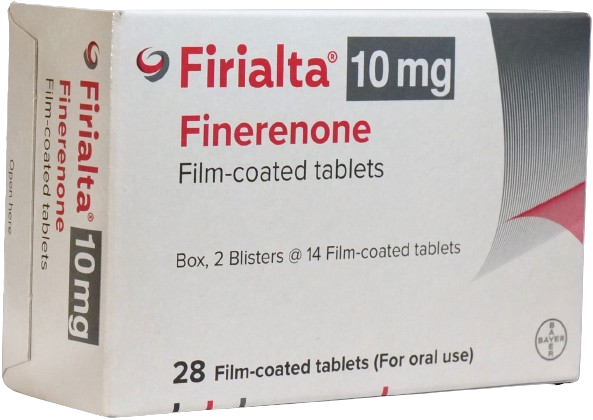 Firialta® 10 mg
Finerenone
Film-coated tablets
Box, 2 Blisters @ 14 Film-coated tablets
28 Film-coated tablets (For oral use)
BAYER
BAYER
Firialta® 10 mg
Finerenone
Film-coated tablets
Open here